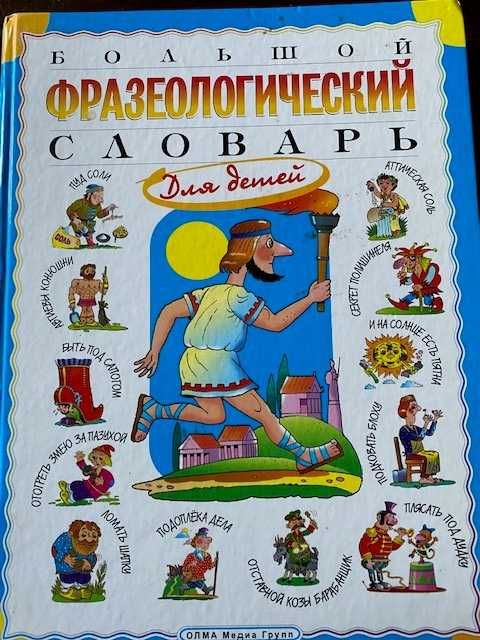 БОЛЬШОЙ
ФРАЗЕОЛОГИЧЕСКИЙ
СЛОВАРЬ
Для детей
ПУД СОЛИ
СОЛЬ
АТТИЧЕСКАЯ СОЛЬ
АВГИЕВЫ КОНЮШНИ
СЕКРЕТ ПОЛИШИНЕЛЯ
БЫТЬ ПОД САПОГОМ
И НА СОЛНЦЕ ЕСТЬ ПЯТНА
ОТОГРЕТЬ ЗМЕЮ ЗА ПАЗУХОЙ
ПОДКОВАТЬ БЛОХУ
ЛОМАТЬ ШАПКУ
ПОДОПЛЁКА ДЕЛА
ОТСТАВНОЙ КОЗЫ БАРАБАНЩИК
ПЛЯСАТЬ ПОД ДУДКУ
ОЛМА Медиа Групп